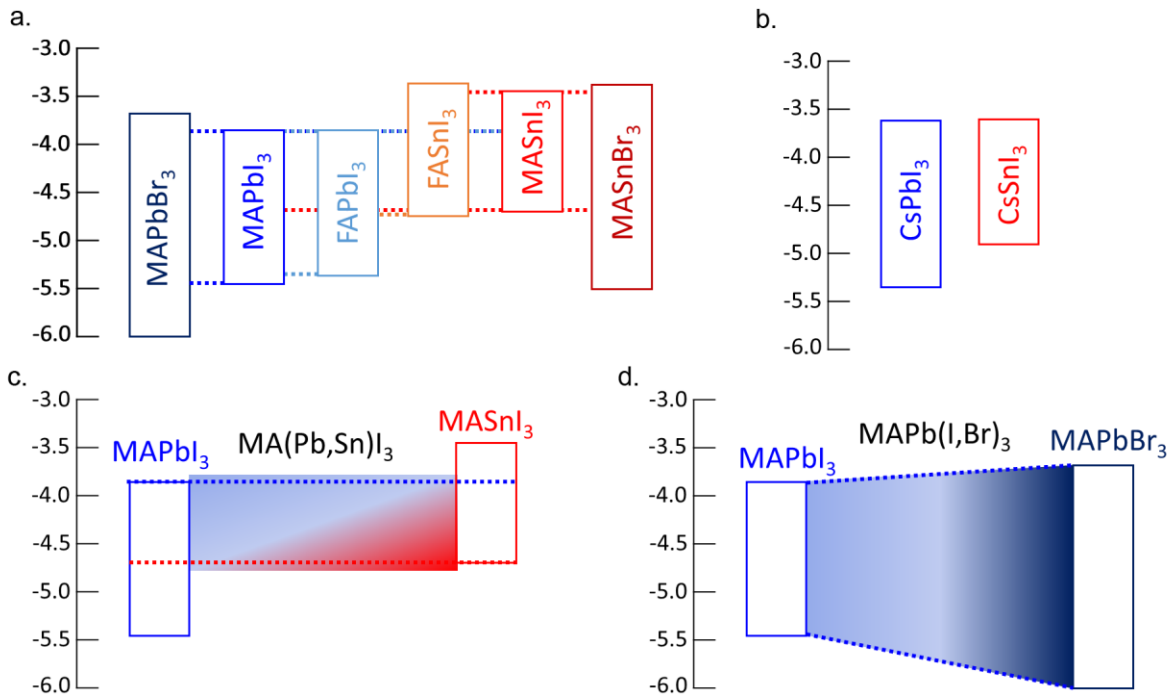 a.
-3.0
-3.5
-4.0
-4.5
-5.0
-5.5
-6.0
MAPbBr₃
MAPbI₃
FAPbI₃
FASnI₃
MASnI₃
MASnBr₃
b.
-3.0
-3.5
-4.0
-4.5
-5.0
-5.5
-6.0
CsPbI₃
CsSnI₃
c.
-3.0
-3.5
-4.0
-4.5
-5.0
-5.5
-6.0
MAPbI₃
MA(Pb,Sn)I₃
MASnI₃
d.
-3.0
-3.5
-4.0
-4.5
-5.0
-5.5
-6.0
MAPbI₃
MAPb(I,Br)₃
MAPbBr₃